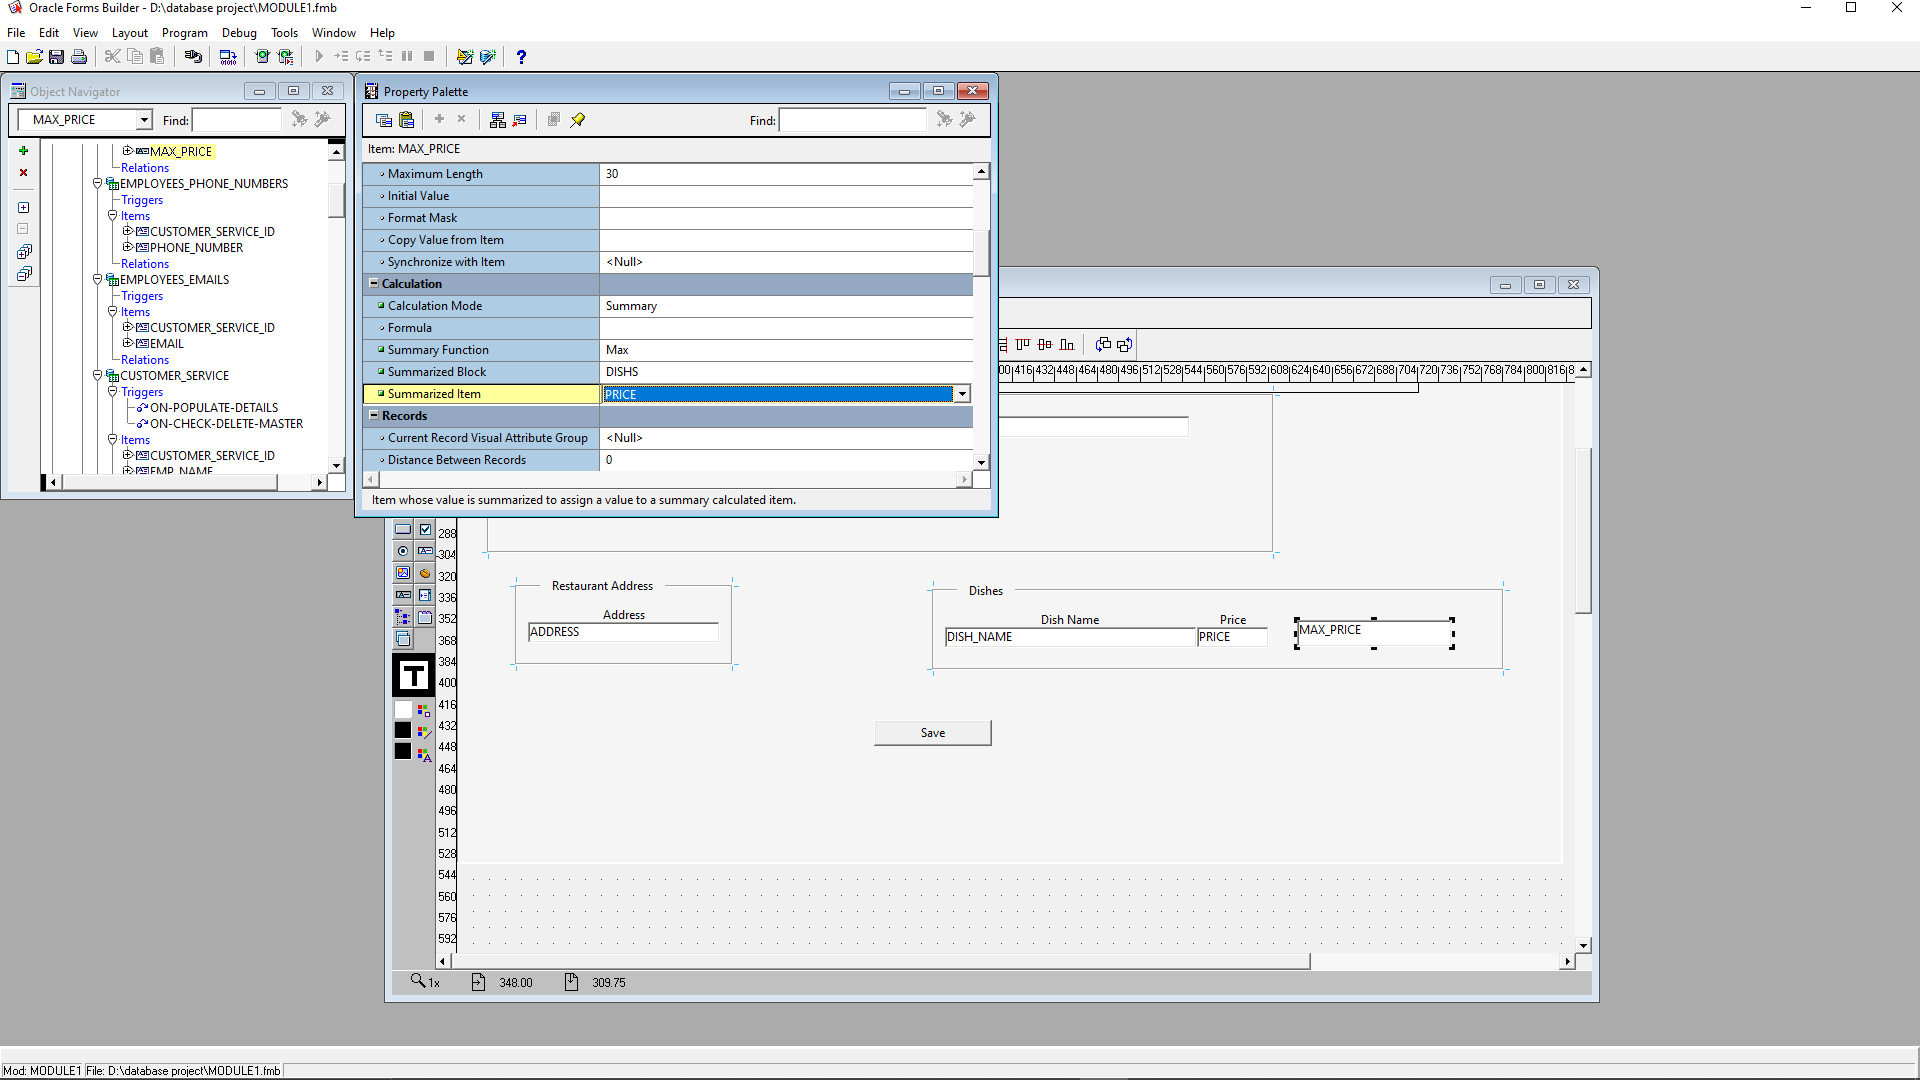 Oracle Forms Builder - D:\database project\MODULE1.fmb
File Edit View Layout Program Debug Tools Window Help
Object Navigator
MAX_PRICE Find:
MAX_PRICE
Relations
EMPLOYEES_PHONE_NUMBERS
Triggers
Items
CUSTOMER_SERVICE_ID
PHONE_NUMBER
Relations
EMPLOYEES_EMAILS
Triggers
Items
CUSTOMER_SERVICE_ID
EMAIL
Relations
CUSTOMER_SERVICE
Triggers
ON-POPULATE-DETAILS
ON-CHECK-DELETE-MASTER
Items
CUSTOMER_SERVICE_ID
EMP_NAME
Property Palette
Find:
Item: MAX_PRICE
Maximum Length 30
Initial Value
Format Mask
Copy Value from Item
Synchronize with Item <Null>
Calculation
Calculation Mode Summary
Formula
Summary Function Max
Summarized Block DISHS
Summarized Item PRICE
Records
Current Record Visual Attribute Group <Null>
Distance Between Records 0
Item whose value is summarized to assign a value to a summary calculated item.
416 432 448 464 480 496 512 528 544 560 576 592 608 624 640 656 672 688 704 720 736 752 768 784 800 816
288
304
320
336
352
368
384
400
416
432
448
464
480
496
512
528
544
560
576
592
Restaurant Address
Address
ADDRESS
Dishes
Dish Name Price
DISH_NAME PRICE MAX_PRICE
Save
T
1x 348.00 309.75
Mod: MODULE1 File: D:\database project\MODULE1.fmb